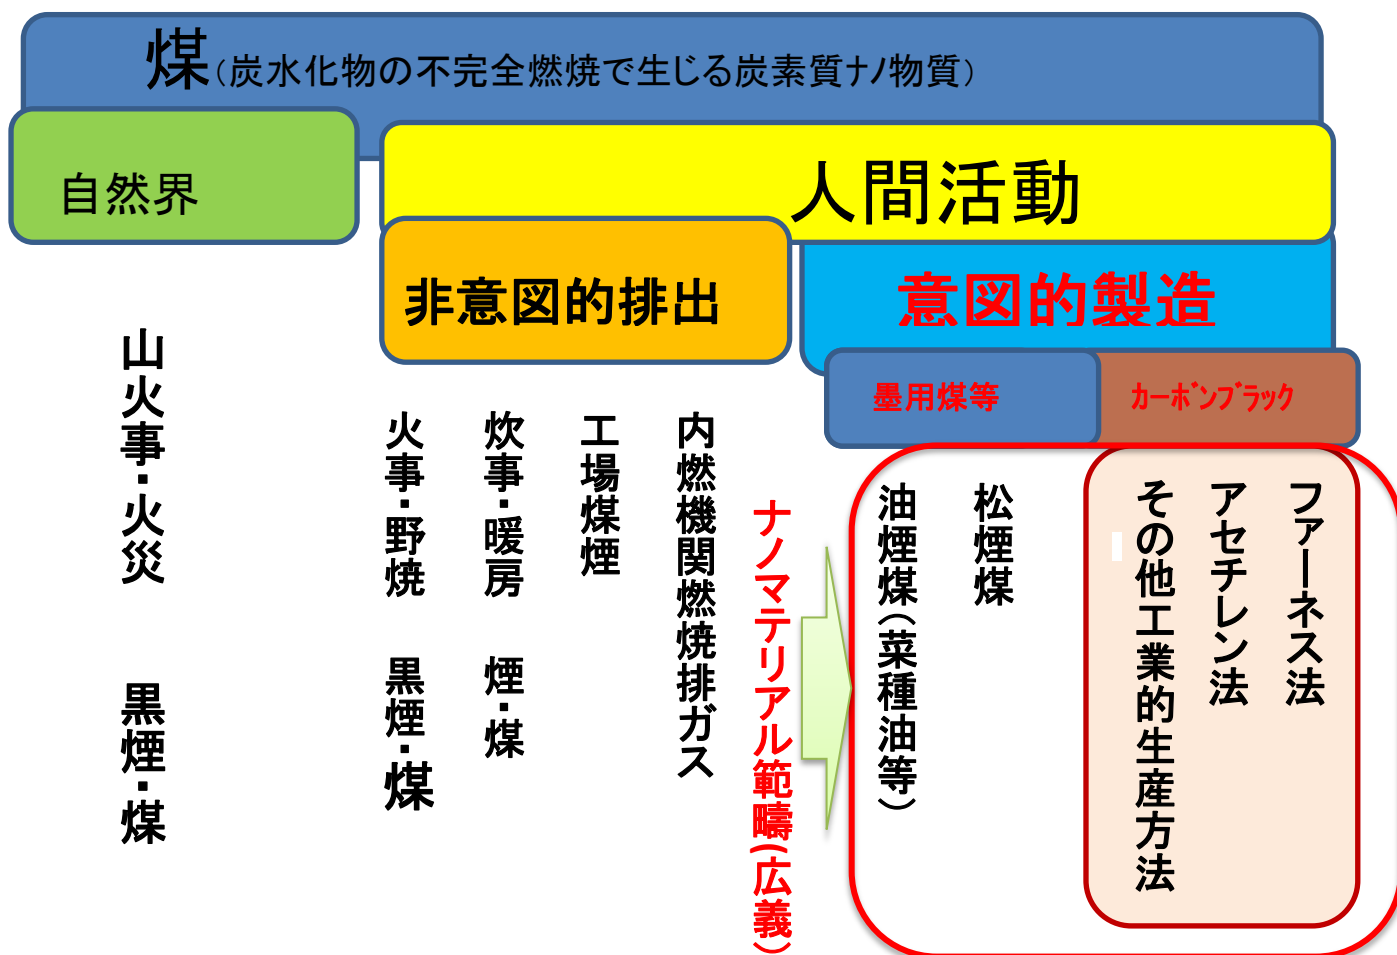 煤(炭水化物の不完全燃焼で生じる炭素質ナノ物質)
自然界
人間活動
非意図的排出
意図的製造
墨用煤等
カーボンブラック
山火事・火災　黒煙・煤
火事・野焼　黒煙・煤
炊事・暖房　煙・煤
工場煤煙
内燃機関燃焼排ガス
ナノマテリアル範疇(広義)
油煙煤(菜種油等)
松煙煤
その他工業的生産方法
アセチレン法
ファーネス法